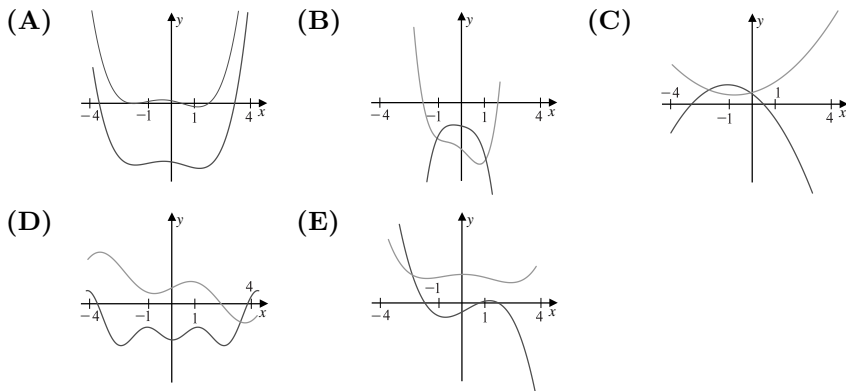 (A) y −4 −1 1 4 x
(B) y −4 −1 1 4 x
(C) y −4 −1 1 4 x
(D) y −4 −1 1 4 x
(E) y −4 −1 1 4 x